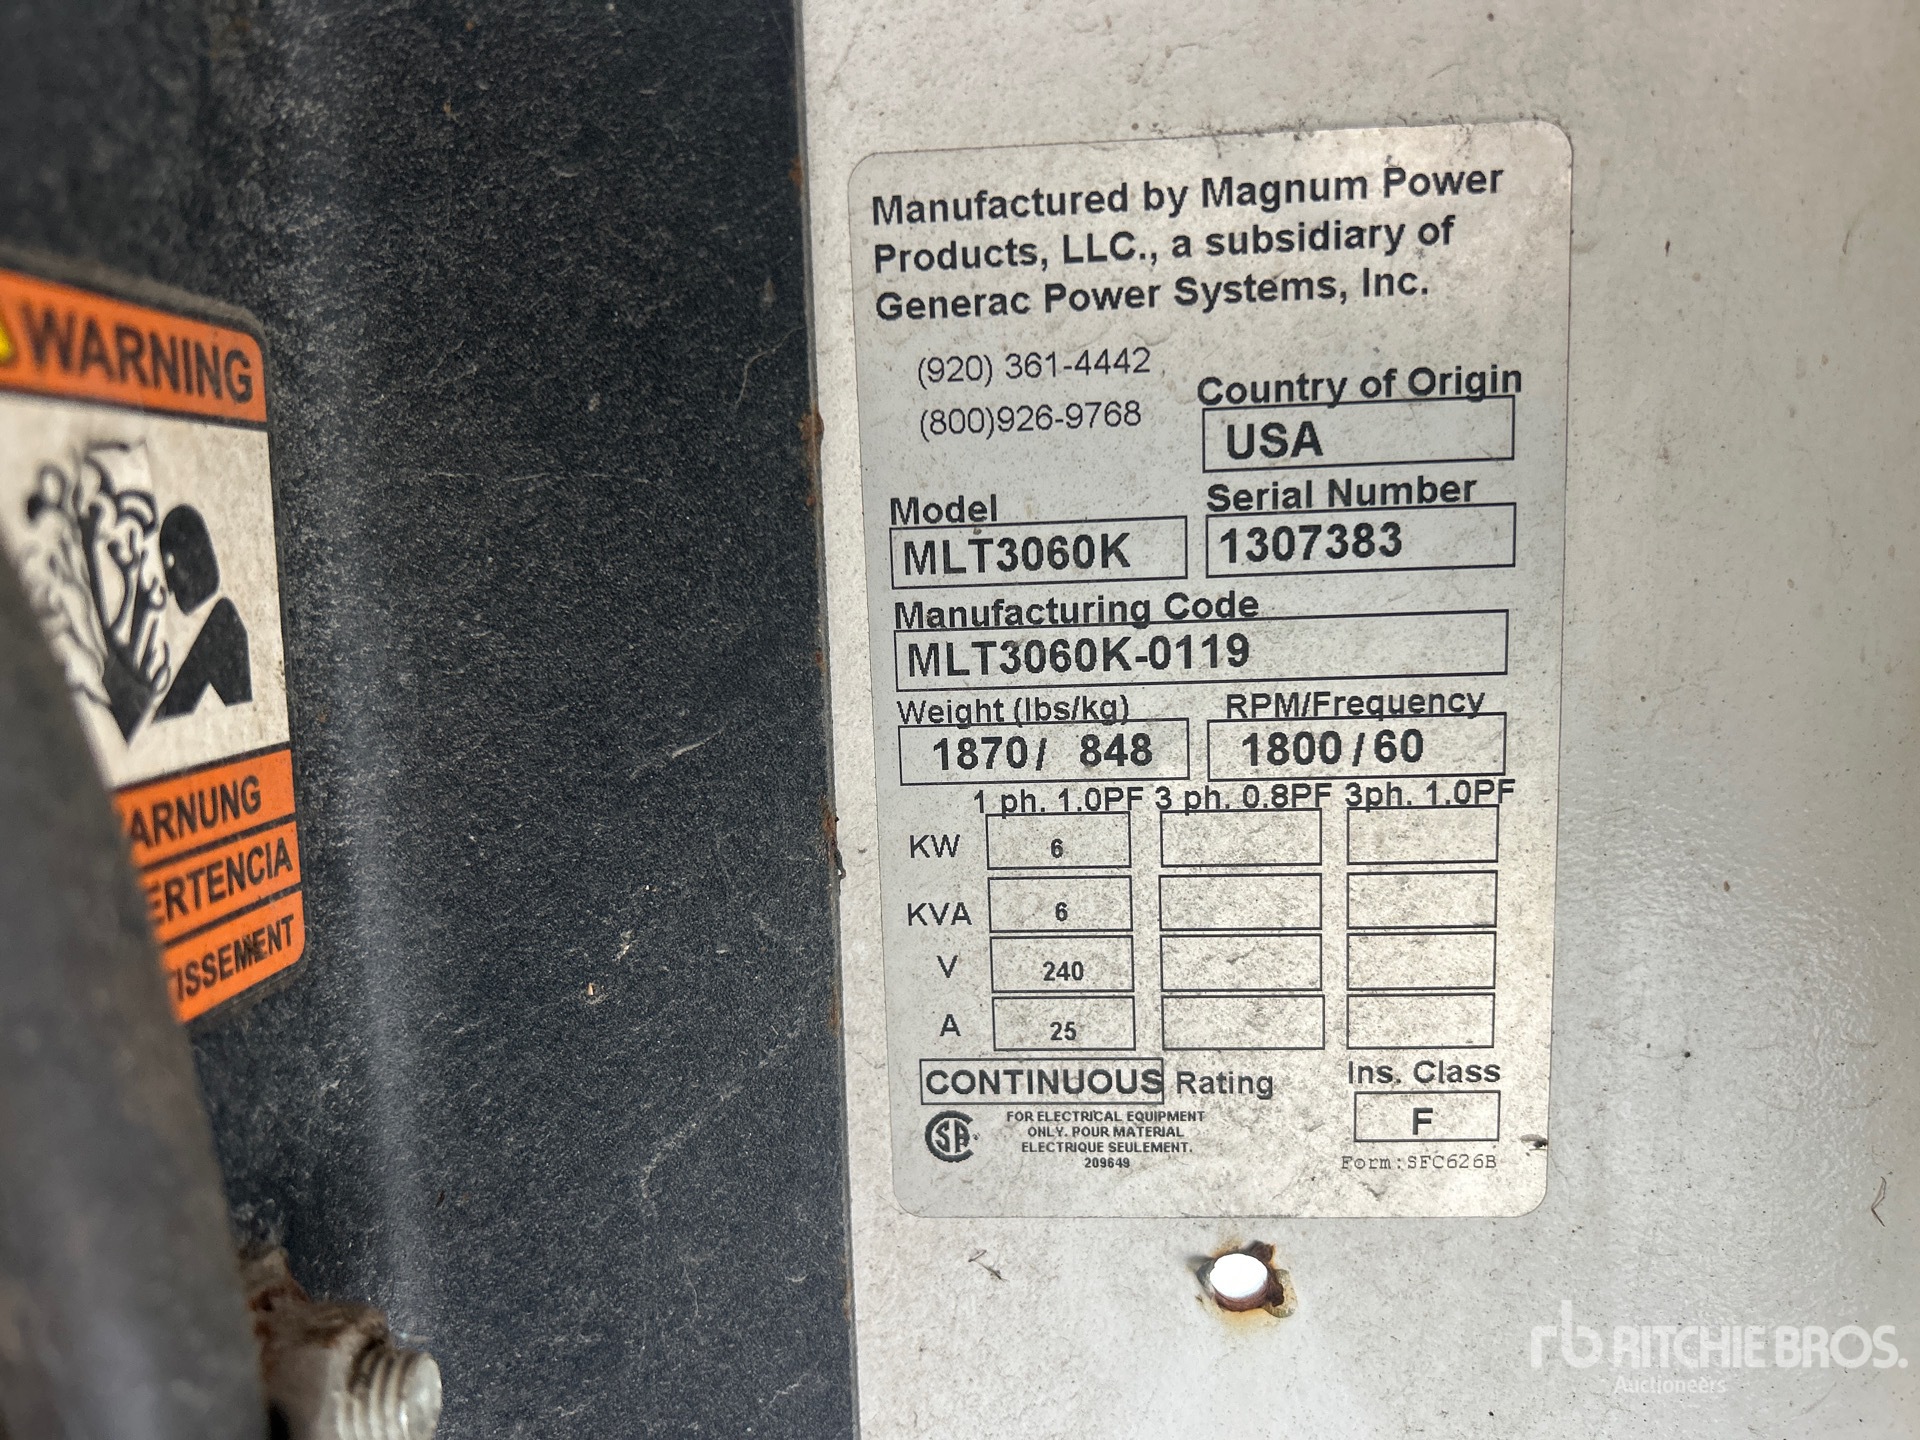 WARNING
ARNUNG
ERTENCIA
TISSEMENT
Manufactured by Magnum Power
Products, LLC., a subsidiary of
Generac Power Systems, Inc.
(920) 361-4442
(800)926-9768
Country of Origin
USA
Model
MLT3060K
Serial Number
1307383
Manufacturing Code
MLT3060K-0119
Weight (lbs/kg)
1870/ 848
RPM/Frequency
1800/60
1 ph. 1.0PF 3 ph. 0.8PF 3ph. 1.0PF
KW 6
KVA 6
V 240
A 25
CONTINUOUS Rating
Ins. Class
F
SA
FOR ELECTRICAL EQUIPMENT
ONLY. POUR MATERIAL
ELECTRIQUE SEULEMENT.
209649
Form:SFC626B
rb RITCHIE BROS.
Auctioneers